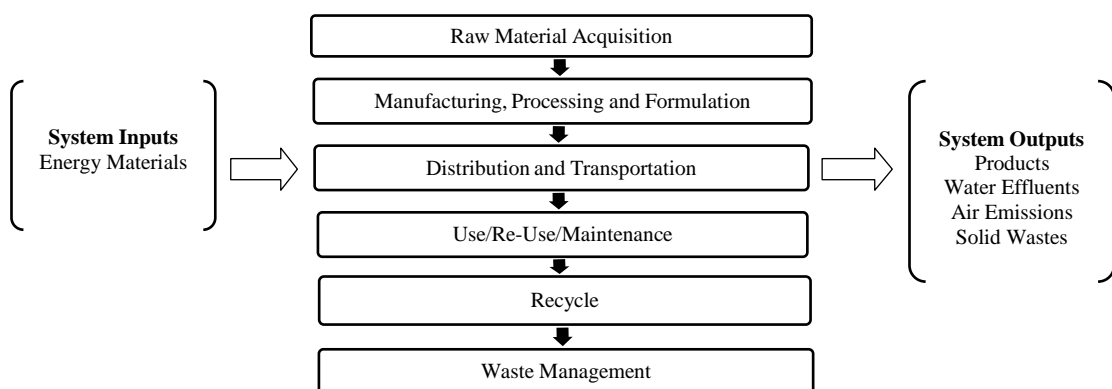 Raw Material Acquisition
Manufacturing, Processing and Formulation
System Inputs
Energy Materials
Distribution and Transportation
System Outputs
Products
Water Effluents
Air Emissions
Solid Wastes
Use/Re-Use/Maintenance
Recycle
Waste Management